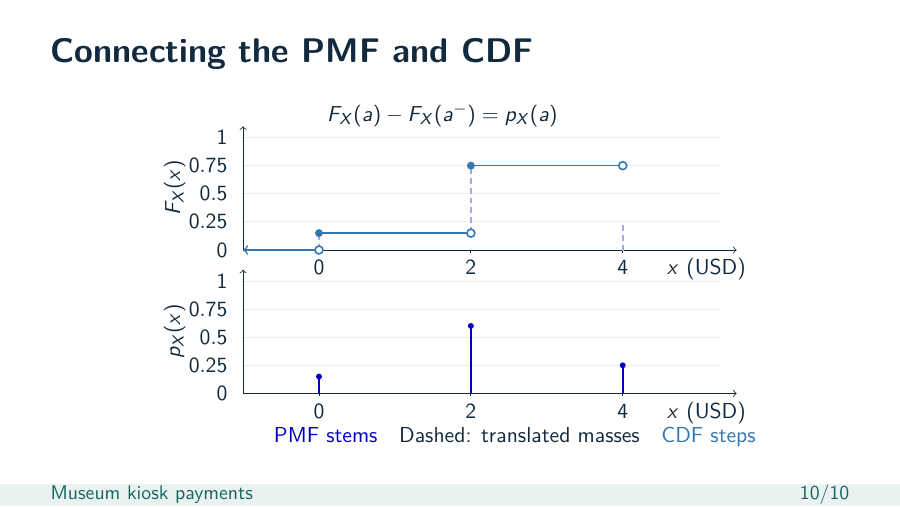 Connecting the PMF and CDF
F_X(a) − F_X(a⁻) = p_X(a)
F_X(x)
1
0.75
0.5
0.25
0
0 2 4 x (USD)
p_X(x)
1
0.75
0.5
0.25
0
0 2 4 x (USD)
PMF stems Dashed: translated masses CDF steps
Museum kiosk payments 10/10